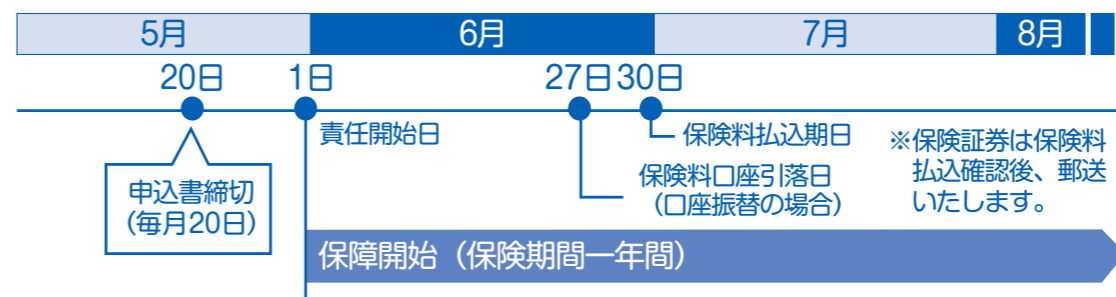 5月 6月 7月 8月
20日 1日 27日 30日
責任開始日
保険料払込期日
保険料口座引落日
（口座振替の場合）
※保険証券は保険料
払込確認後、郵送
いたします。
申込書締切
（毎月20日）
保障開始（保険期間一年間）